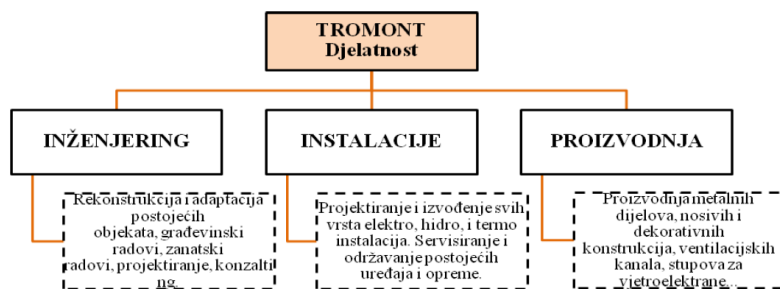 TROMONT
Djelatnost
INŽENJERING
INSTALACIJE
PROIZVODNJA
Rekonstrukcija i adaptacija
postojećih
objekata, građevinski
radovi, zanatski
radovi, projektiranje, konzalti
ng
Projektiranje i izvođenje svih
vrsta elektro, hidro, i termo
instalacija. Servisiranje i
održavanje postojećih
uređaja i opreme.
Proizvodnja metalnih
dijelova, nosivih i
dekorativnih
konstrukcija, ventilacijskih
kanala, stupova za
vjetroelektrane...